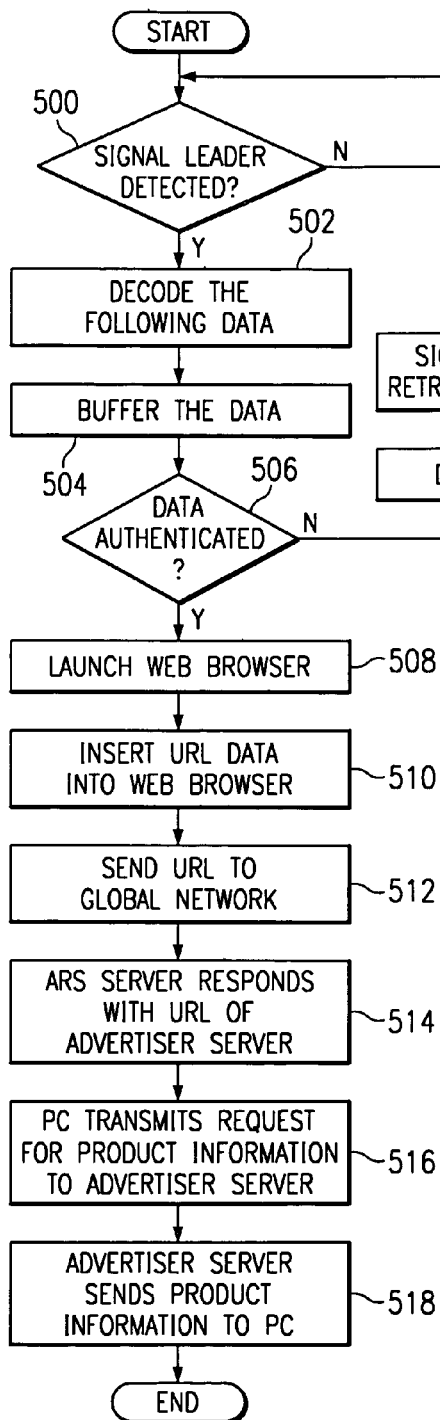 START
500
SIGNAL LEADER
DETECTED?
N
Y
502
DECODE THE
FOLLOWING DATA
BUFFER THE DATA
504
506
DATA
AUTHENTICATED
?
N
Y
LAUNCH WEB BROWSER
508
INSERT URL DATA
INTO WEB BROWSER
510
SEND URL TO
GLOBAL NETWORK
512
ARS SERVER RESPONDS
WITH URL OF
ADVERTISER SERVER
514
PC TRANSMITS REQUEST
FOR PRODUCT INFORMATION
TO ADVERTISER SERVER
516
ADVERTISER SERVER
SENDS PRODUCT
INFORMATION TO PC
518
END